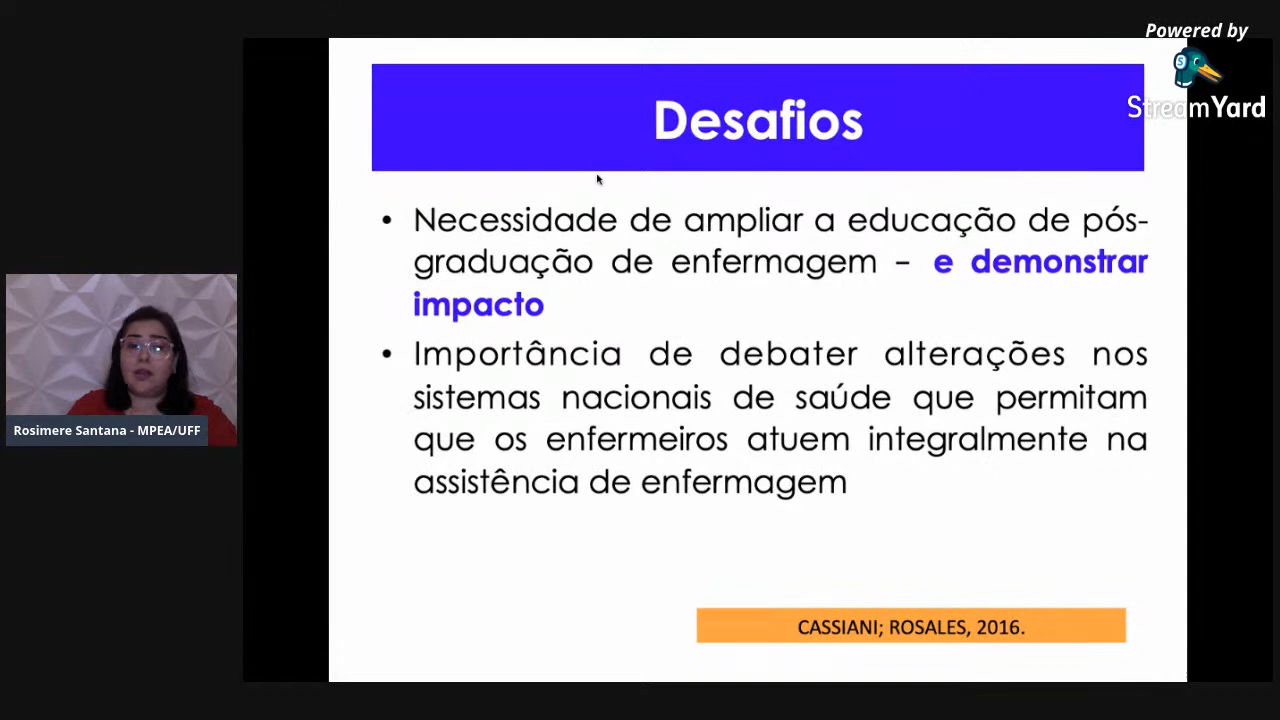 Powered by
StreamYard
Desafios
• Necessidade de ampliar a educação de pós-
graduação de enfermagem – e demonstrar
impacto
• Importância de debater alterações nos
sistemas nacionais de saúde que permitam
que os enfermeiros atuem integralmente na
assistência de enfermagem
Rosimere Santana - MPEA/UFF
CASSIANI; ROSALES, 2016.